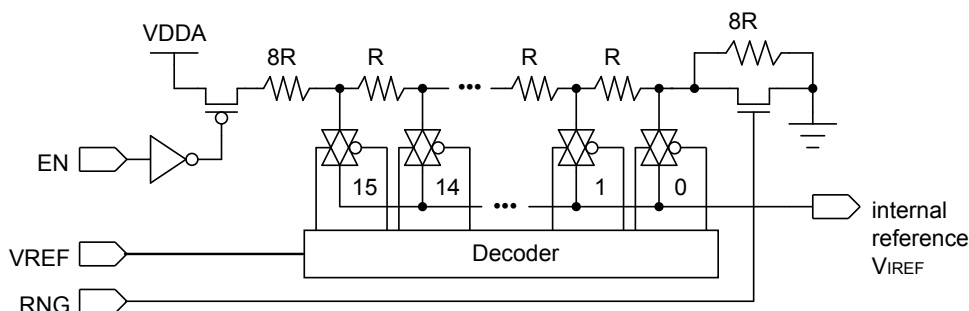 VDDA
8R
R
R
R
8R
•••
EN
15
14
1
0
•••
internal
reference
VIREF
VREF
Decoder
RNG